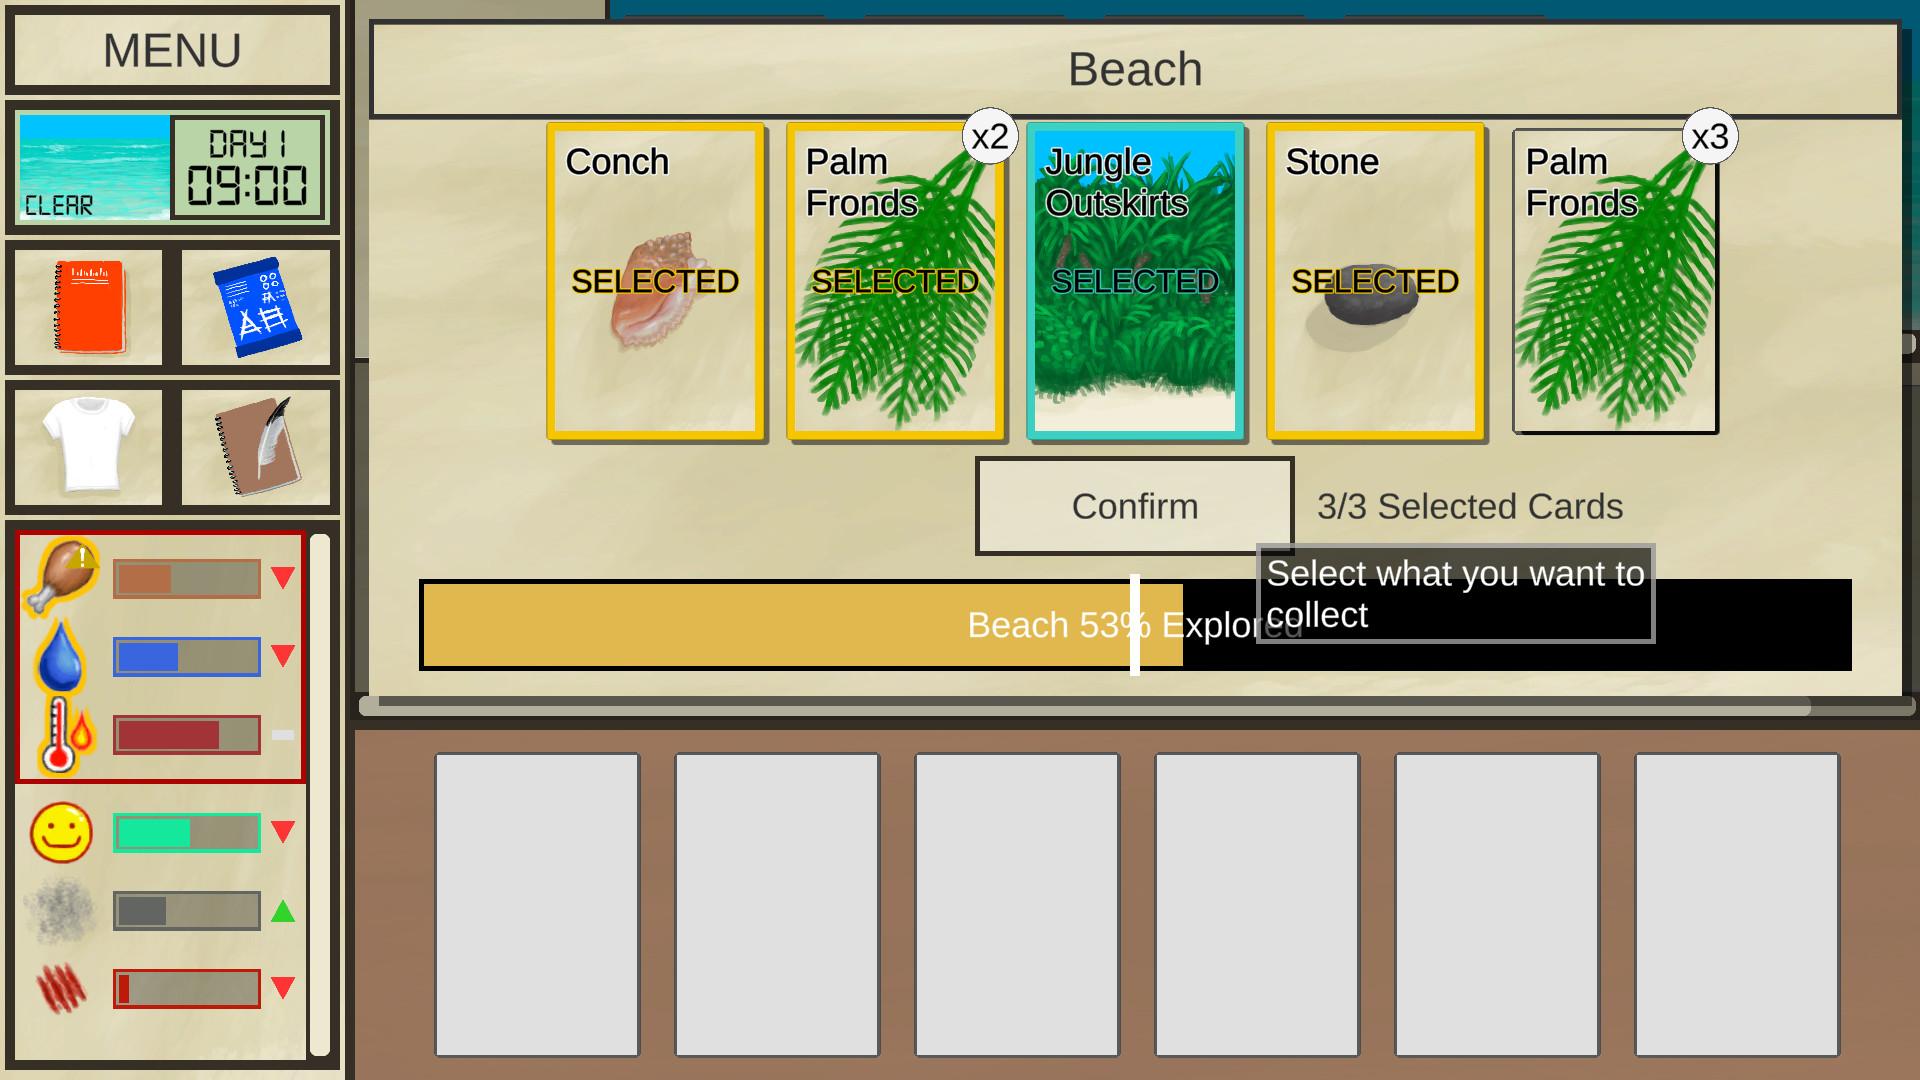 MENU
DAY 1
09:00
CLEAR
Beach
x2
x3
Conch
Palm
Fronds
Jungle
Outskirts
Stone
Palm
Fronds
SELECTED
SELECTED
SELECTED
SELECTED
Confirm
3/3 Selected Cards
Select what you want to
collect
Beach 53% Explored